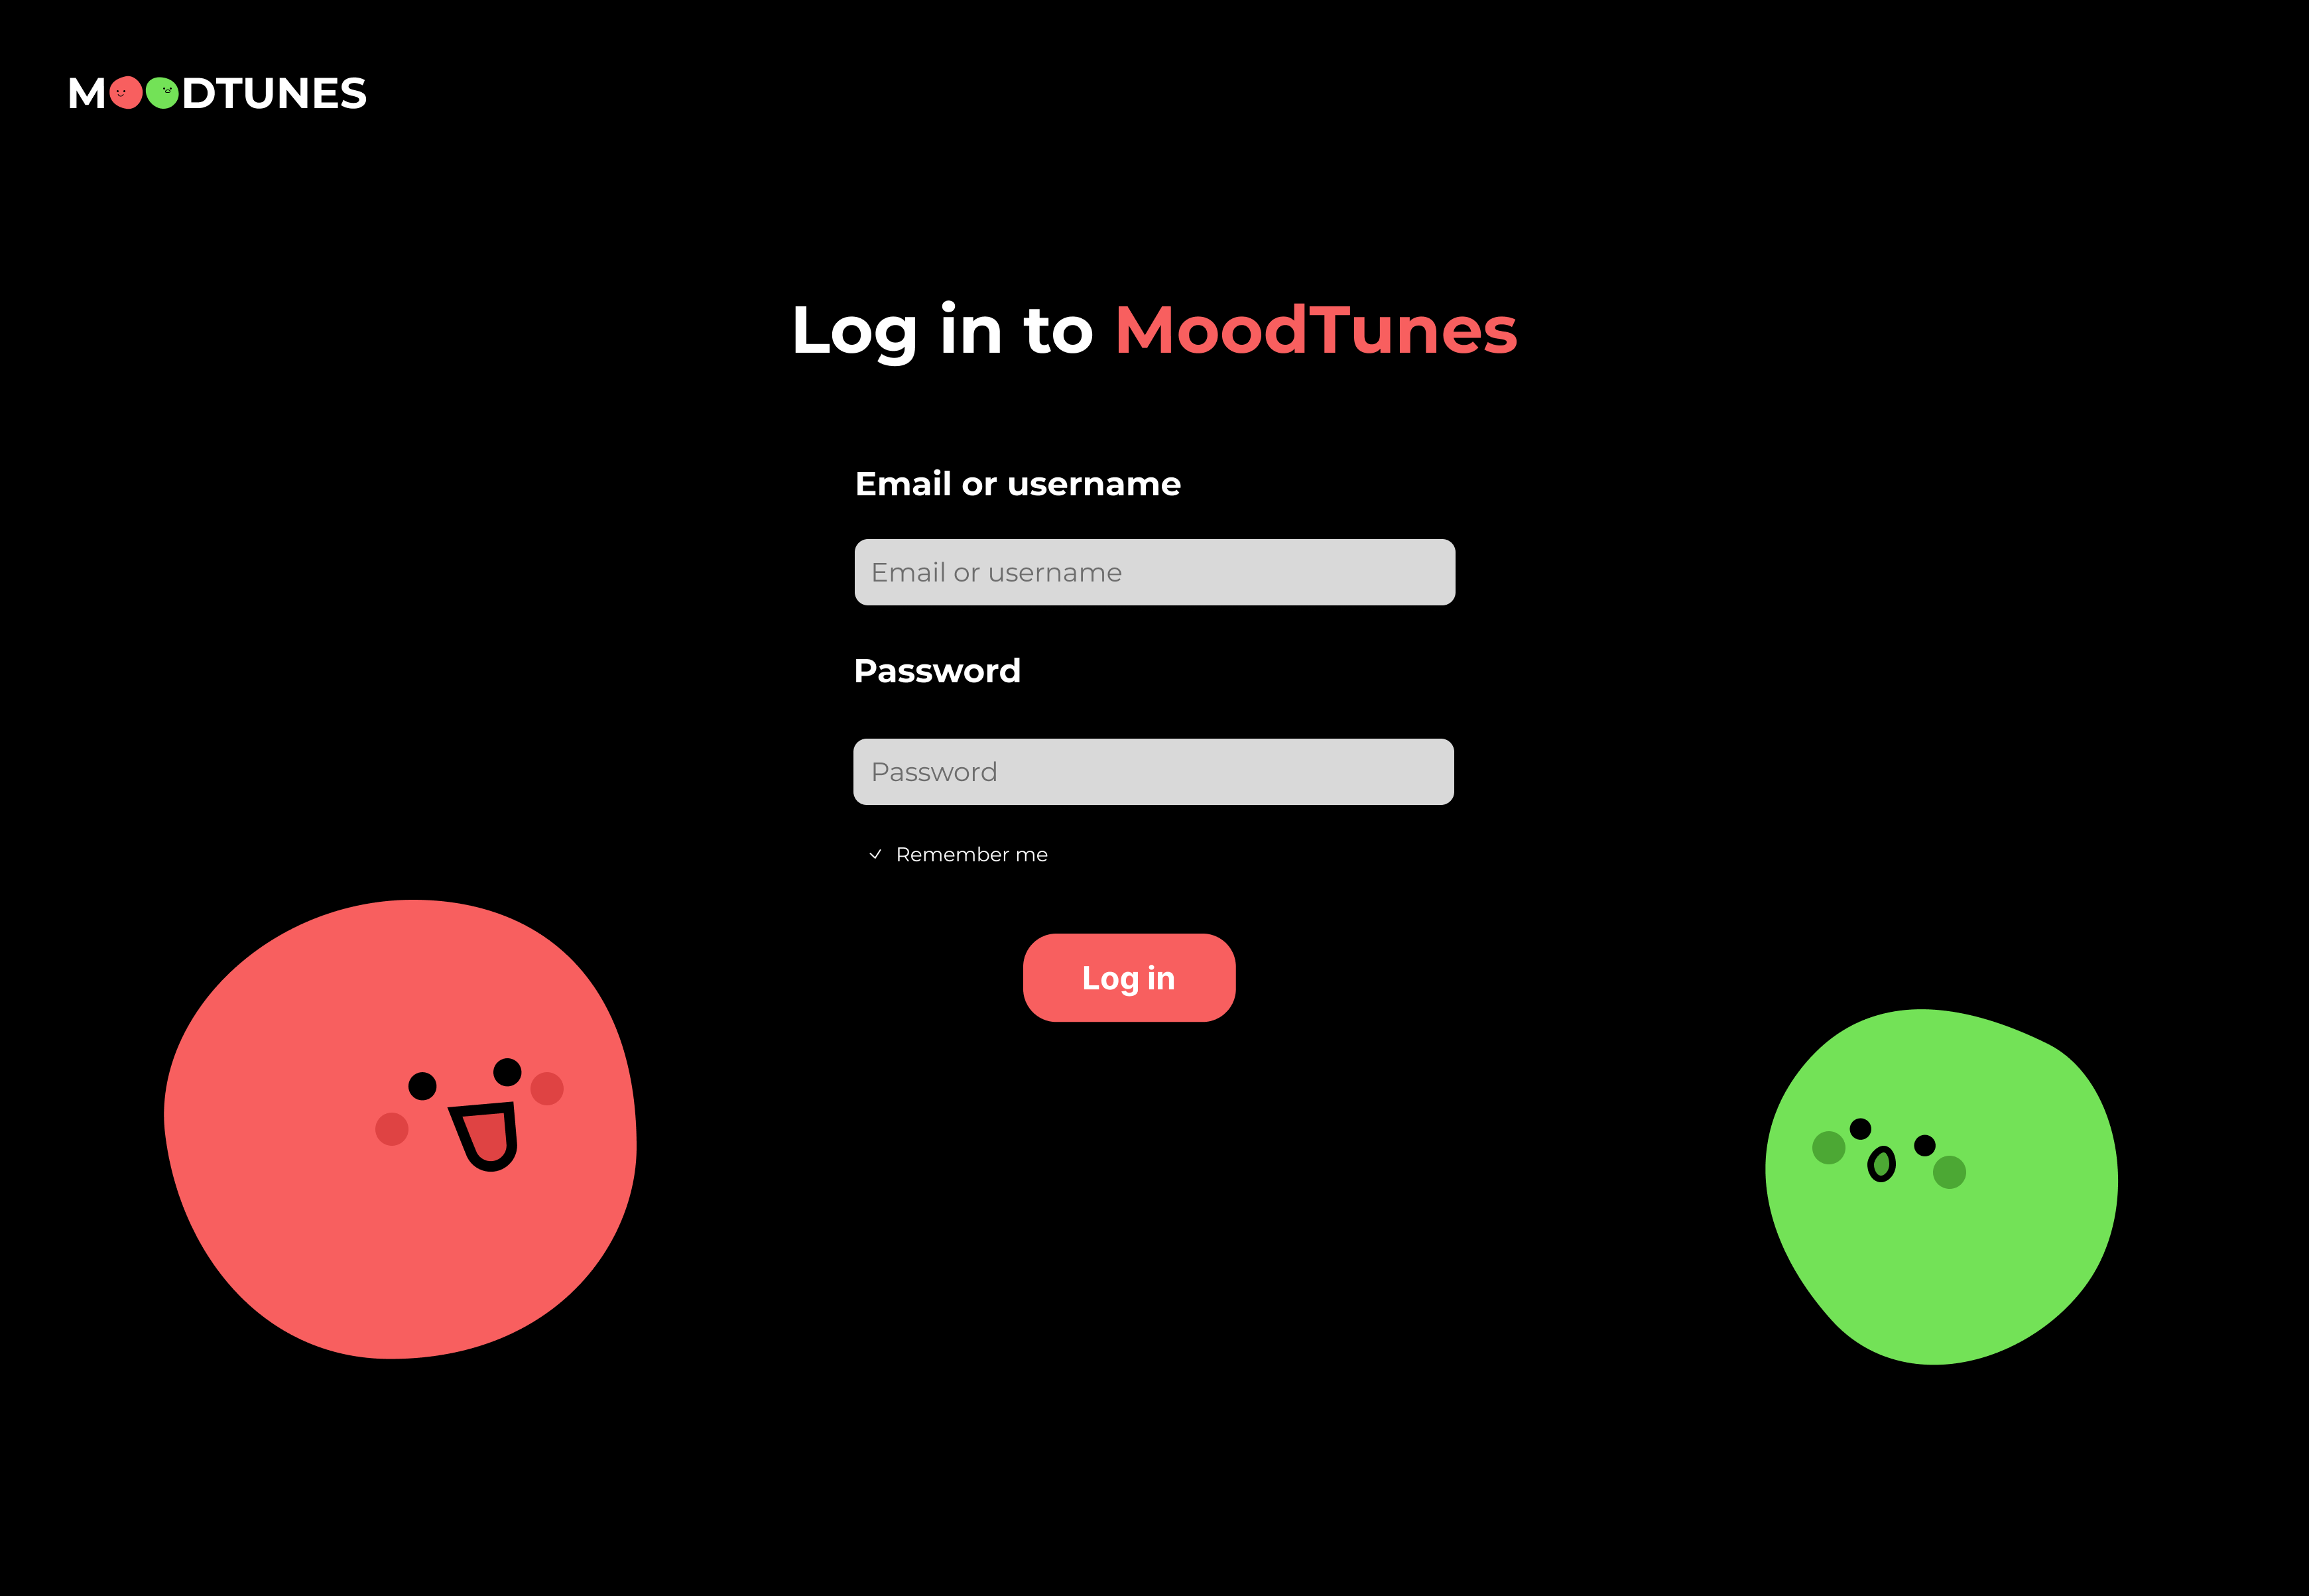 MOODTUNES
Log in to MoodTunes
Email or username
Email or username
Password
Password
Remember me
Log in